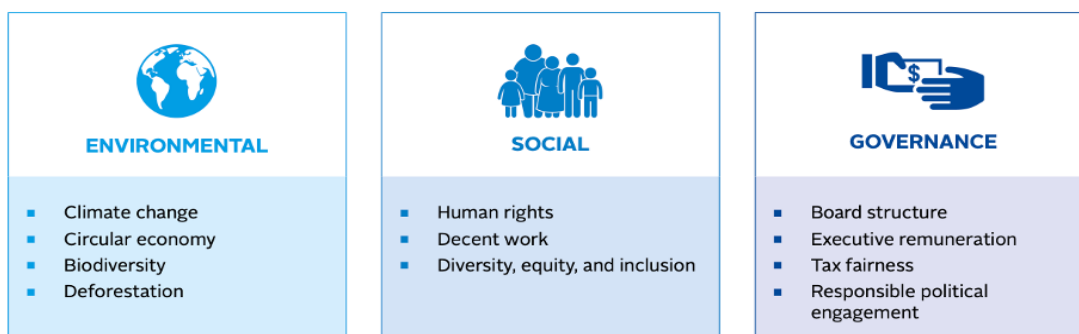 ENVIRONMENTAL
Climate change
Circular economy
Biodiversity
Deforestation
SOCIAL
Human rights
Decent work
Diversity, equity, and inclusion
$
GOVERNANCE
Board structure
Executive remuneration
Tax fairness
Responsible political
engagement